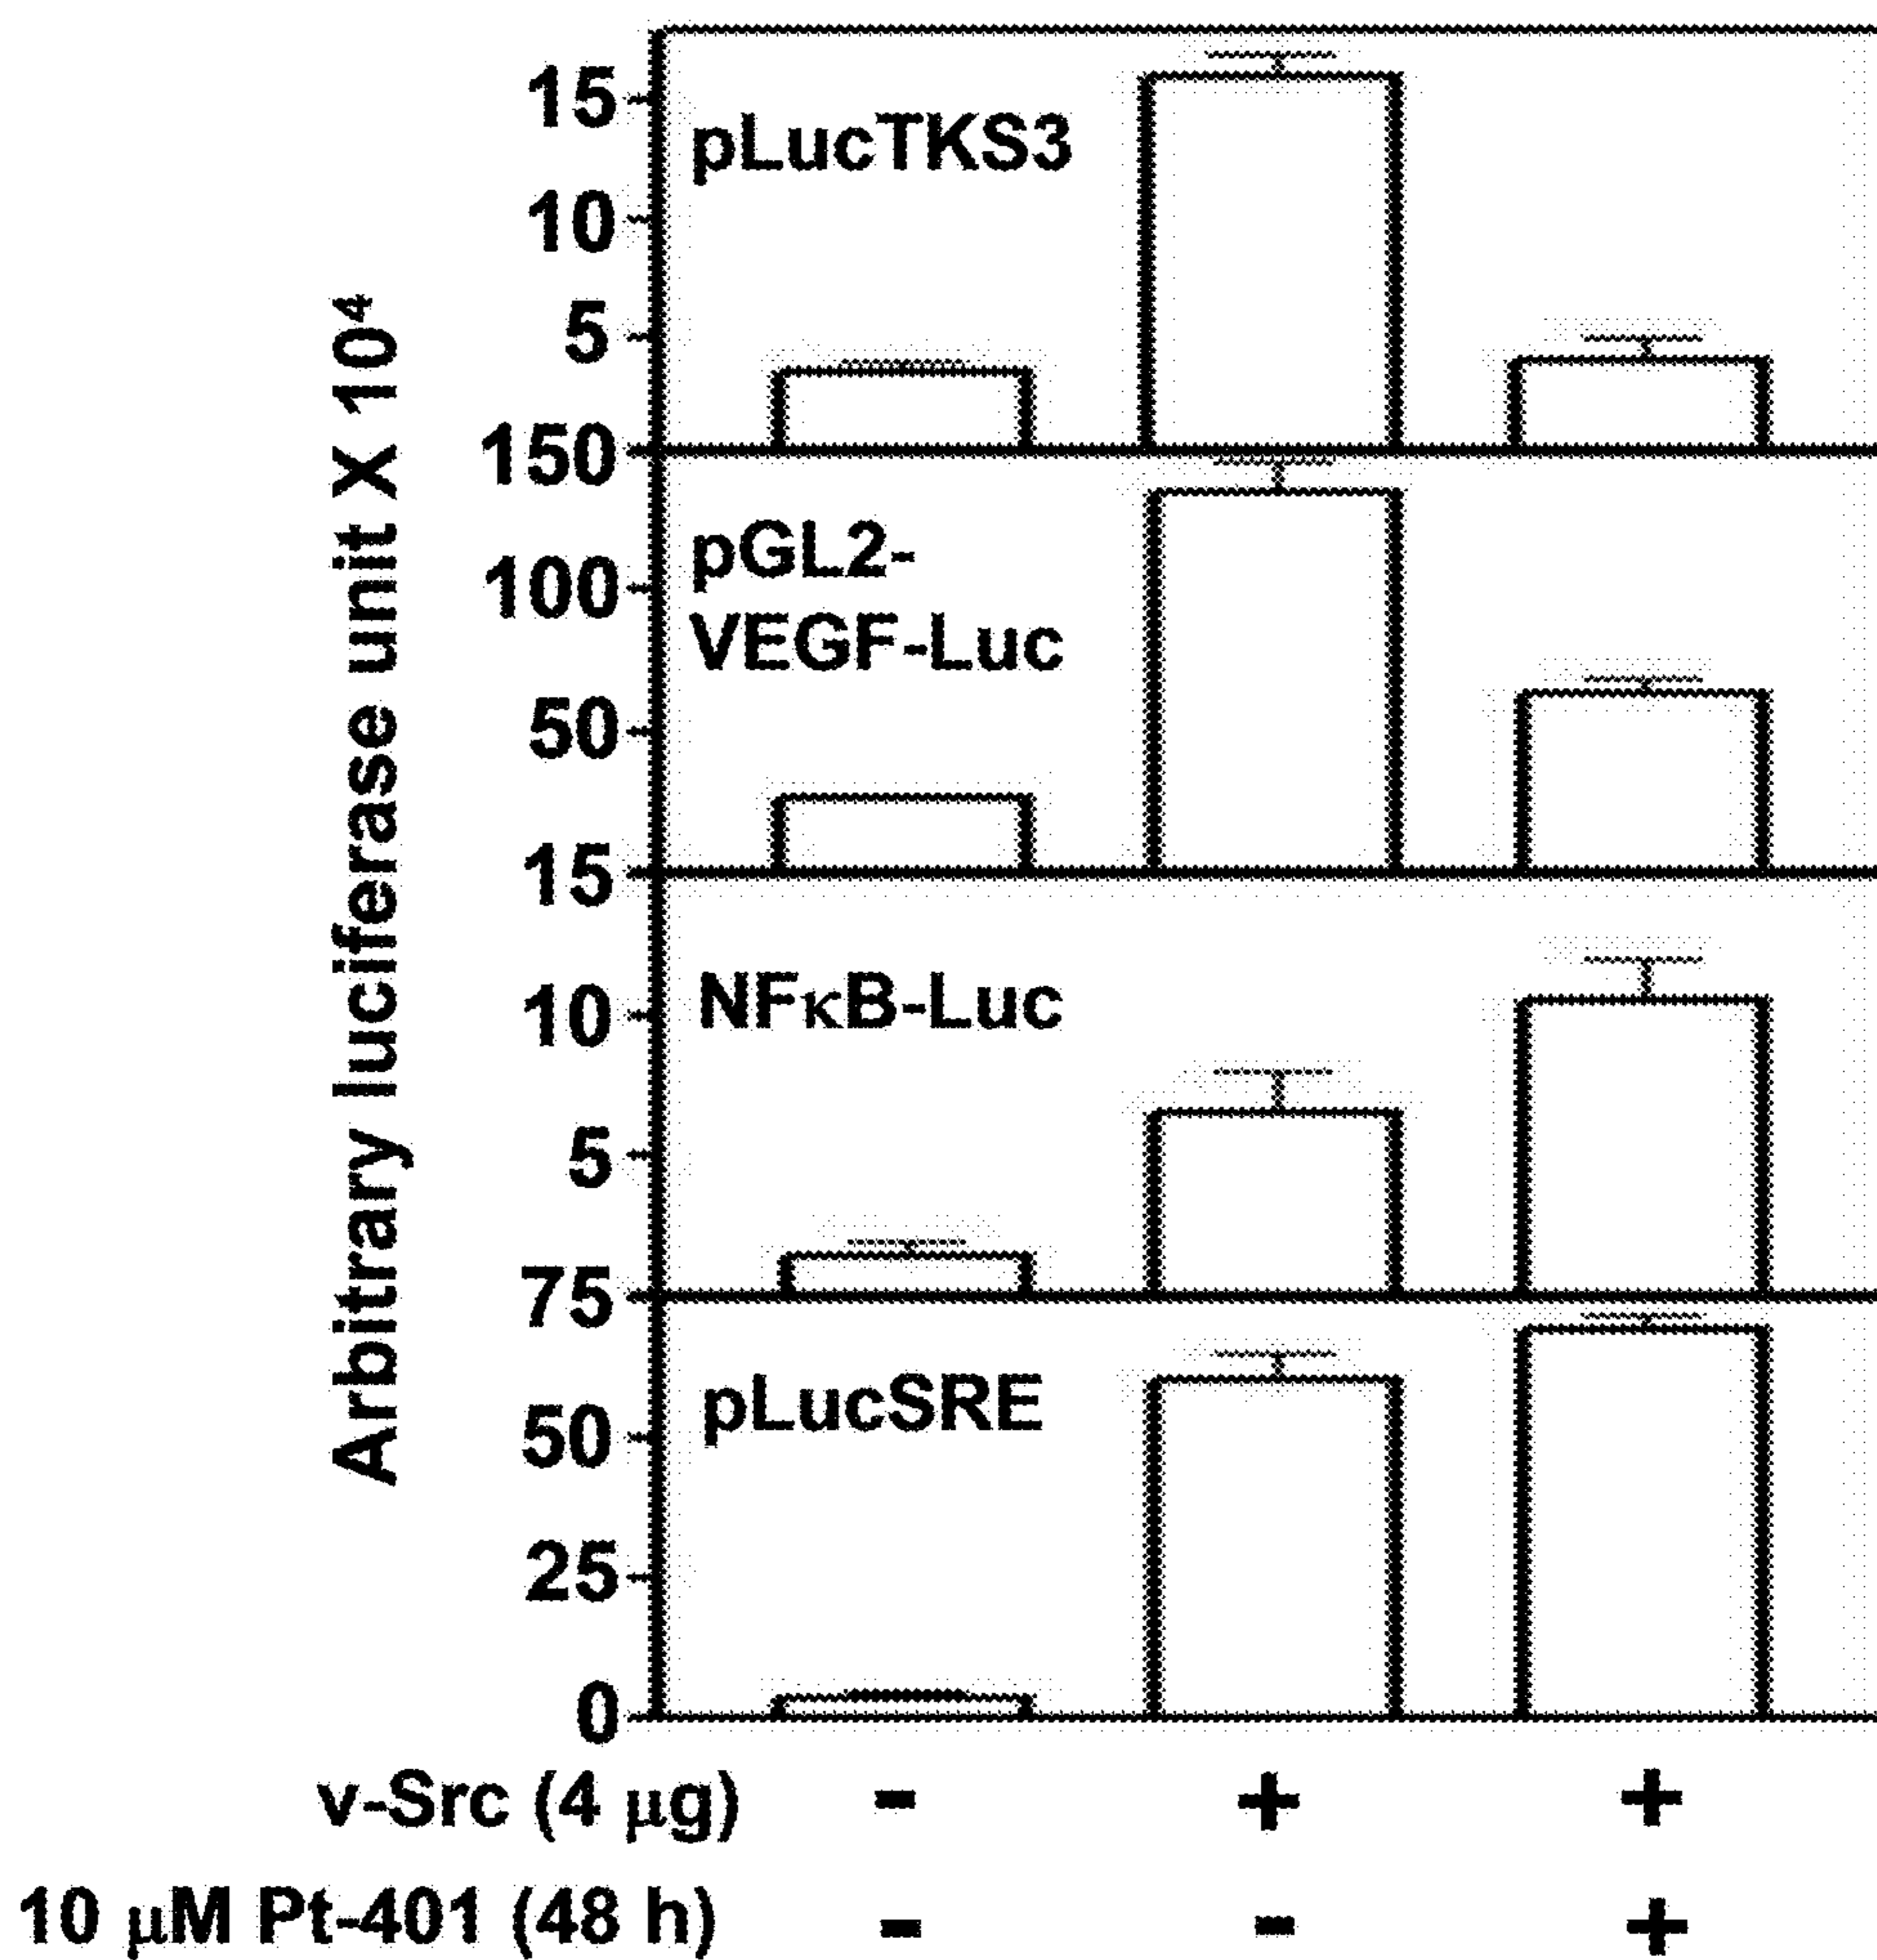 Arbitrary luciferase unit X 10⁴
15
pLucTKS3
10
5
150
pGL2-
VEGF-Luc
100
50
15
NFκB-Luc
10
5
75
pLucSRE
50
25
0
v-Src (4 μg) - + +
10 μM Pt-401 (48 h) - - +